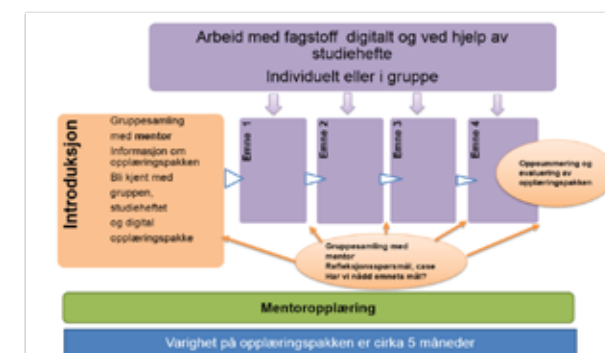 Arbeid med fagstoff digitalt og ved hjelp av
studiehefte
Individuelt eller i gruppe
Introduksjon
Gruppesamling
med mentor
Informasjon om
opplæringspakken
Bli kjent med
gruppen,
studieheftet
og digital
opplæringspakke
Emne 1
Emne 2
Emne 3
Emne 4
Oppsummering og
evaluering av
opplæringspakken
Gruppesamling med
mentor
Refleksjonsspørsmål, case
Har vi nådd emnets mål?
Mentoropplæring
Varighet på opplæringspakken er cirka 5 måneder